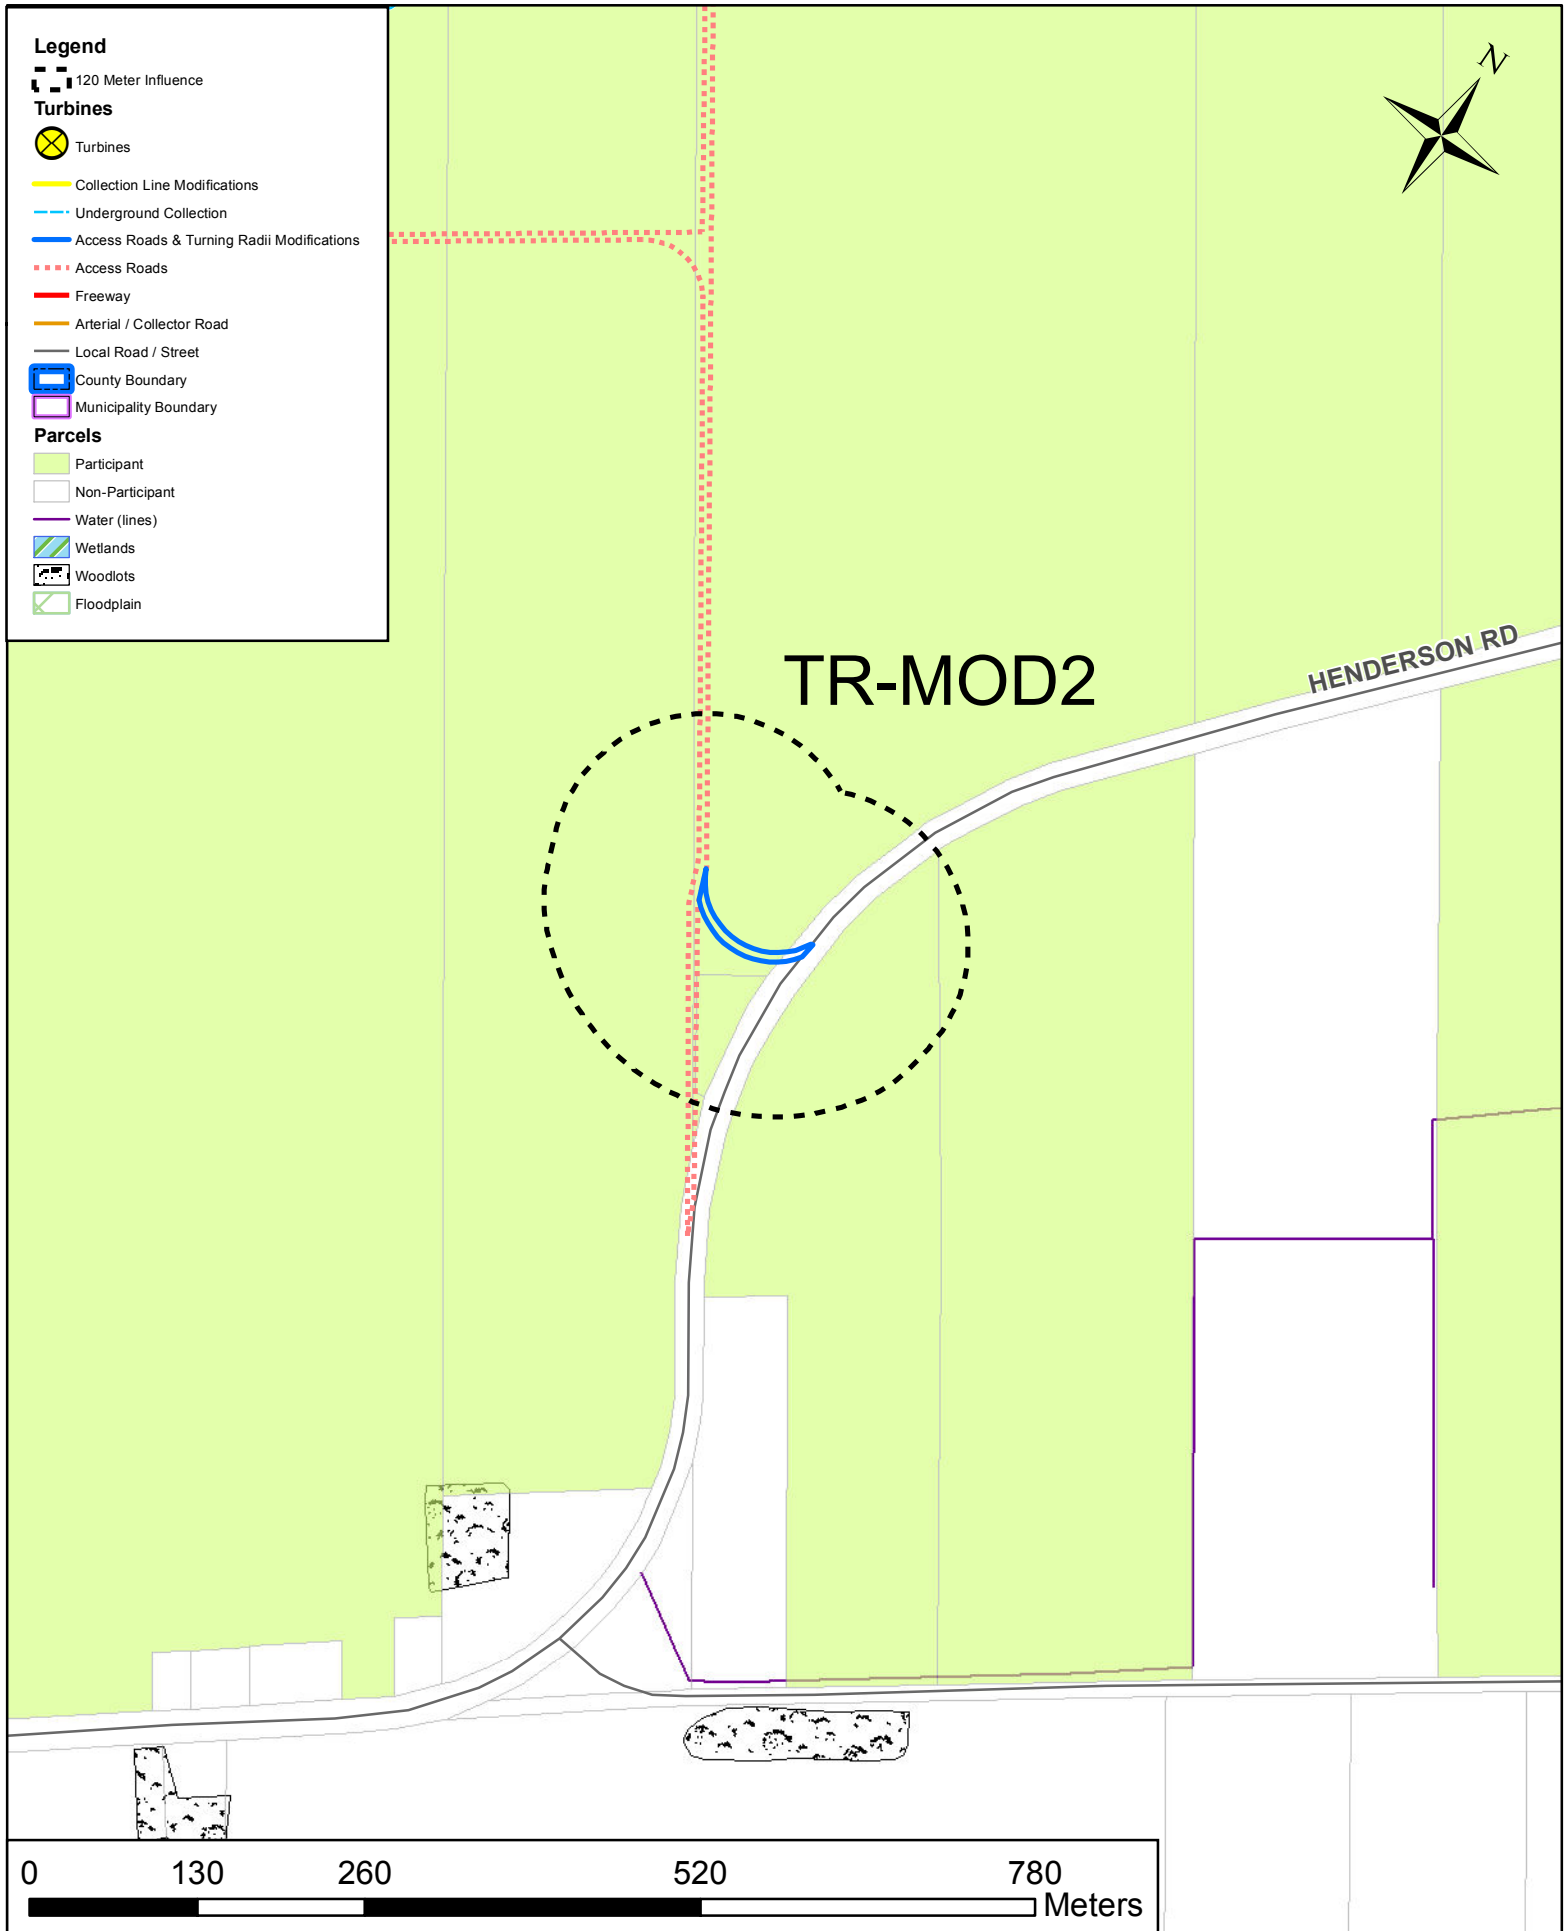 Legend
120 Meter Influence
Turbines
Turbines
Collection Line Modifications
Underground Collection
Access Roads & Turning Radii Modifications
Access Roads
Freeway
Arterial / Collector Road
Local Road / Street
County Boundary
Municipality Boundary
Parcels
Participant
Non-Participant
Water (lines)
Wetlands
Woodlots
Floodplain
N
HENDERSON RD
TR-MOD2
0 130 260 520 780
Meters